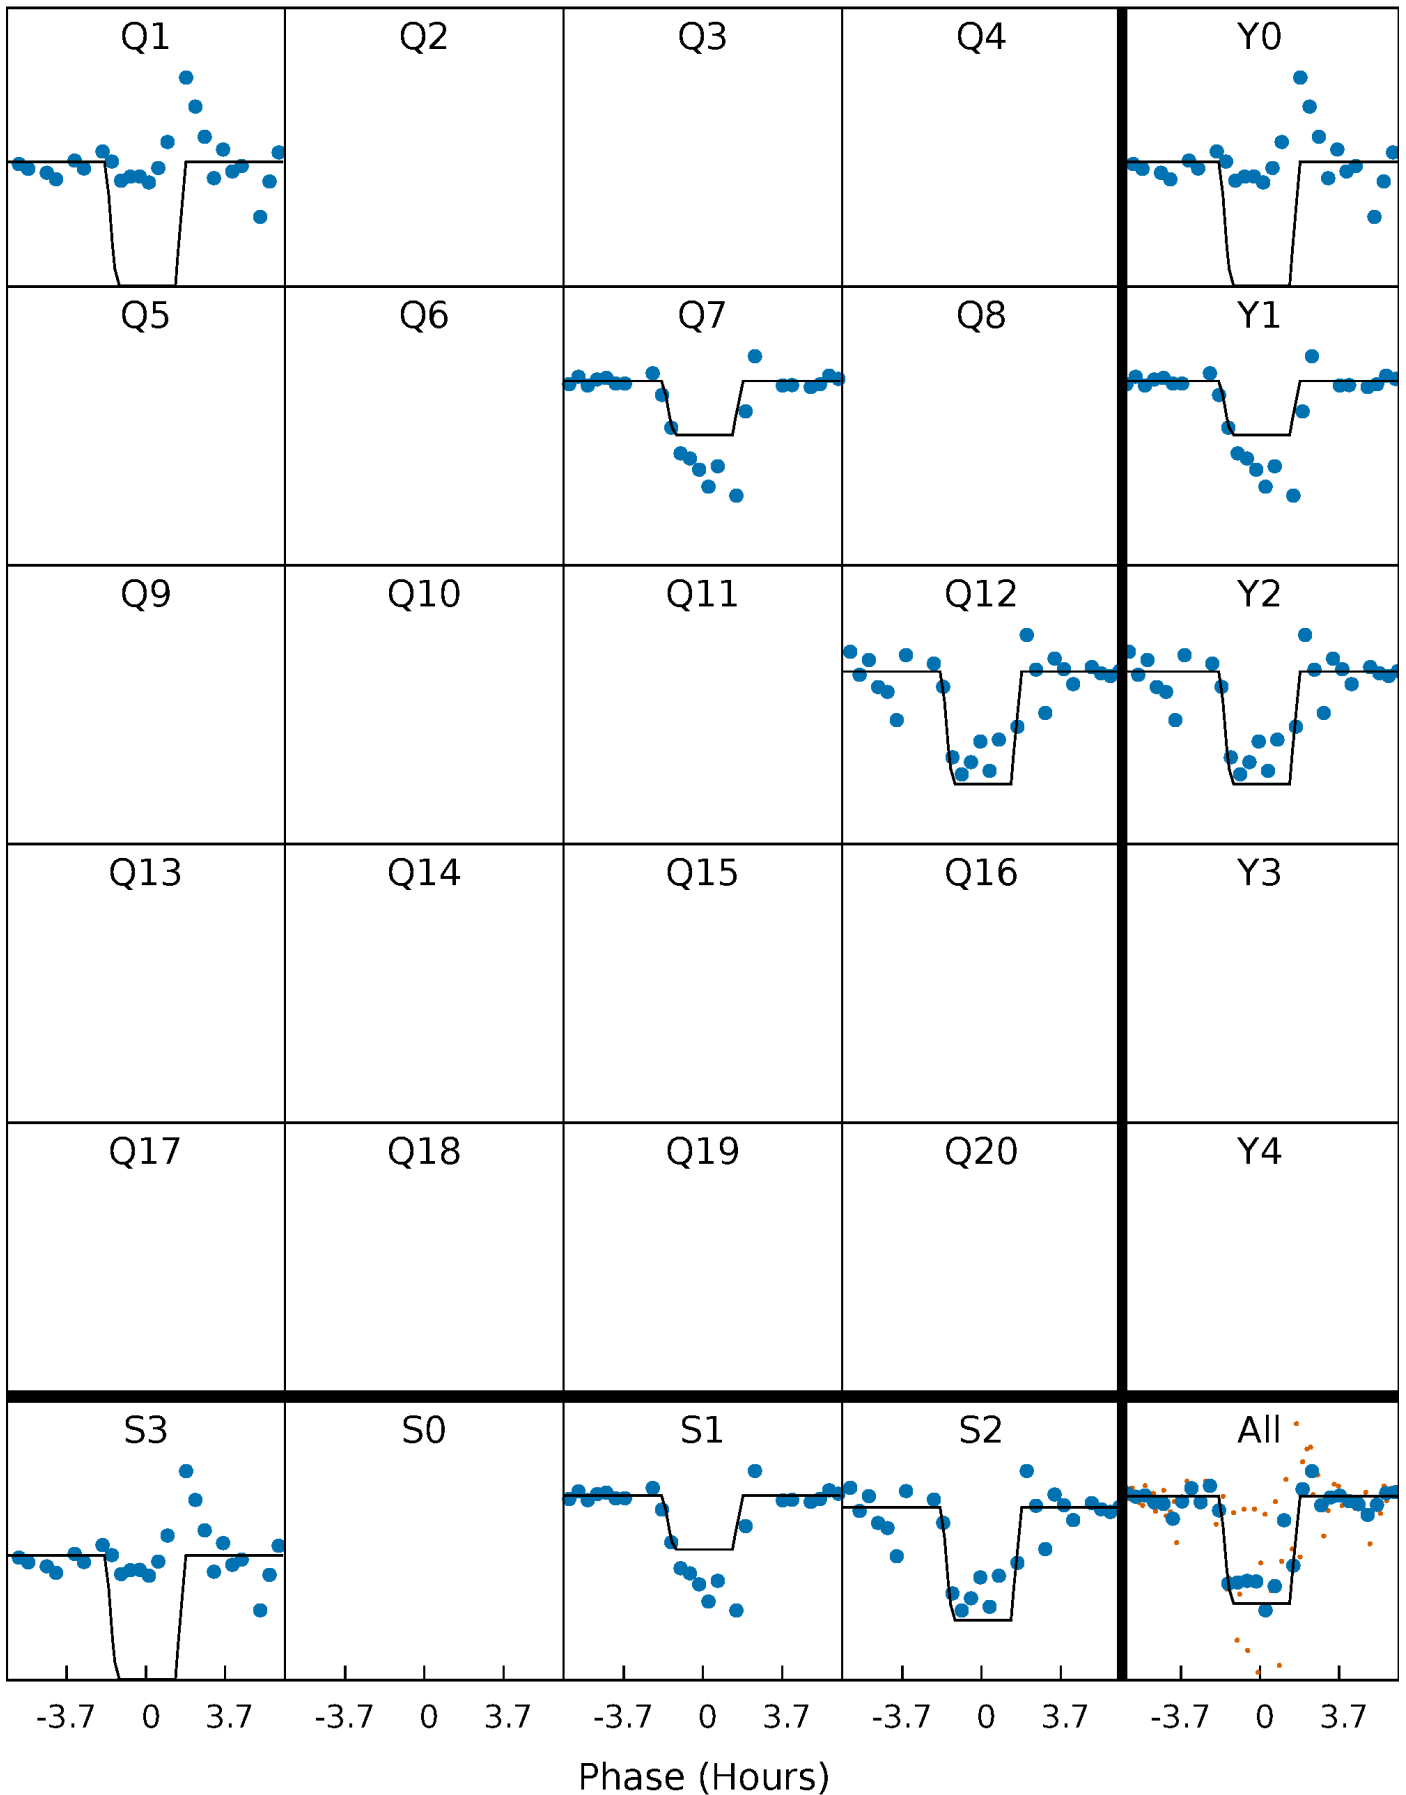 Q1 Q2 Q3 Q4 Y0
Q5 Q6 Q7 Q8 Y1
Q9 Q10 Q11 Q12 Y2
Q13 Q14 Q15 Q16 Y3
Q17 Q18 Q19 Q20 Y4
S3 S0 S1 S2 All
-3.7 0 3.7 -3.7 0 3.7 -3.7 0 3.7 -3.7 0 3.7 -3.7 0 3.7
Phase (Hours)